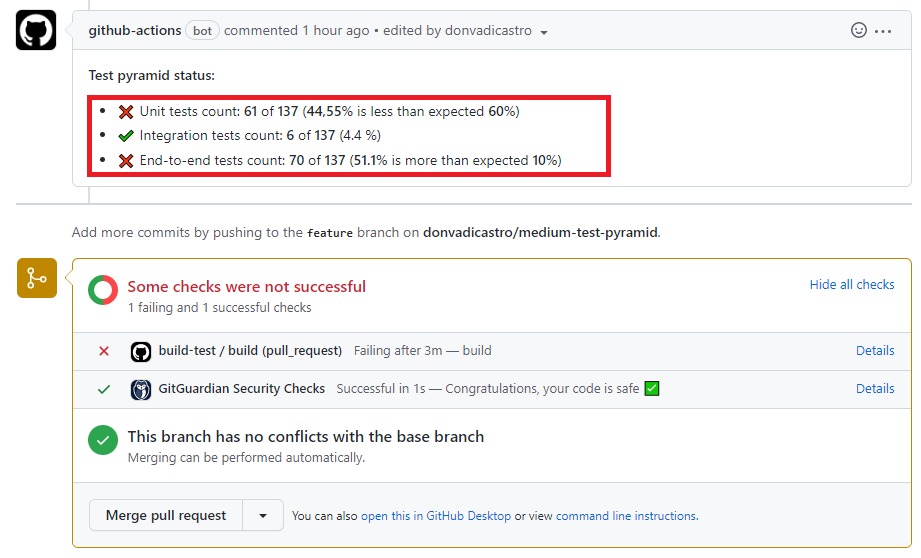 github-actions bot commented 1 hour ago • edited by donvadicastro
Test pyramid status:
Unit tests count: 61 of 137 (44,55% is less than expected 60%)
Integration tests count: 6 of 137 (4.4 %)
End-to-end tests count: 70 of 137 (51.1% is more than expected 10%)
Add more commits by pushing to the feature branch on donvadicastro/medium-test-pyramid.
Some checks were not successful
Hide all checks
1 failing and 1 successful checks
build-test / build (pull_request) Failing after 3m — build Details
GitGuardian Security Checks Successful in 1s — Congratulations, your code is safe ✅ Details
This branch has no conflicts with the base branch
Merging can be performed automatically.
Merge pull request You can also open this in GitHub Desktop or view command line instructions.